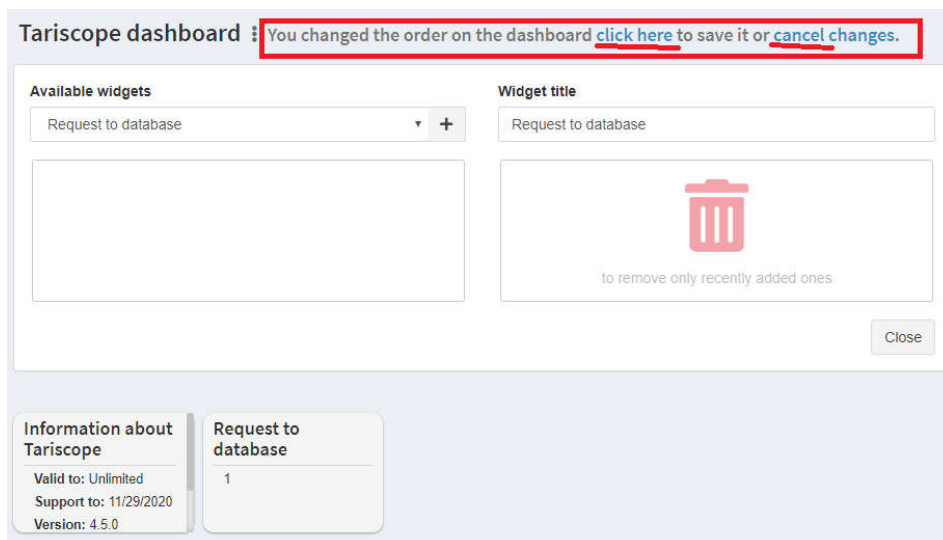 Tariscope dashboard You changed the order on the dashboard click here to save it or cancel changes.
Available widgets
Widget title
Request to database
+
Request to database
to remove only recently added ones
Close
Information about
Tariscope
Valid to: Unlimited
Support to: 11/29/2020
Version: 4.5.0
Request to
database
1